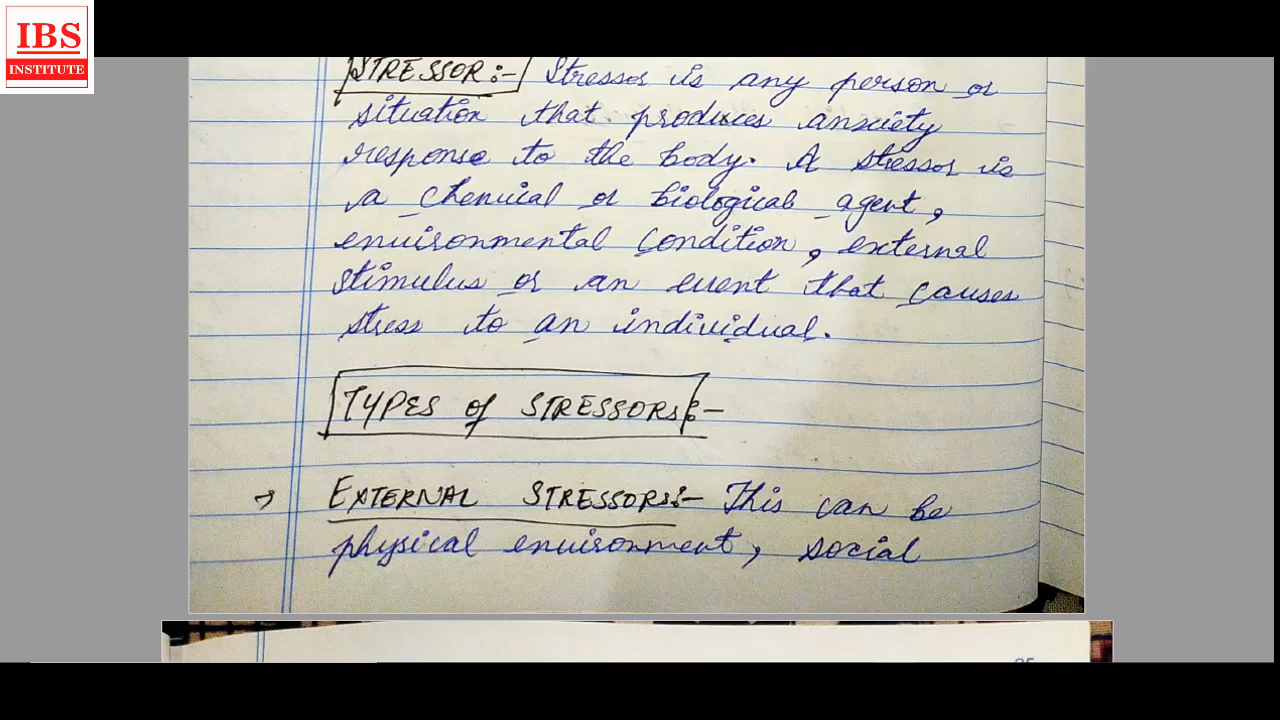 IBS
INSTITUTE
STRESSOR:- Stressor is any person or
situation that produces anxiety
response to the body. A stressor is
a chemical or biological agent,
environmental condition, external
stimulus or an event that causes
stress to an individual.
TYPES of STRESSORS:-
→ EXTERNAL STRESSORS:- This can be
physical environment, social